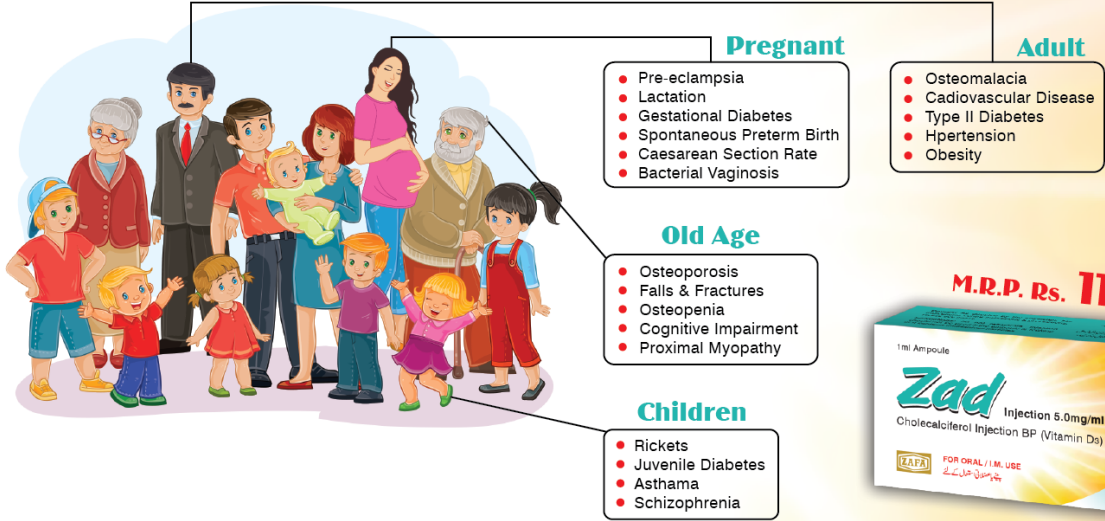 Pregnant
Pre-eclampsia
Lactation
Gestational Diabetes
Spontaneous Preterm Birth
Caesarean Section Rate
Bacterial Vaginosis
Adult
Osteomalacia
Cadiovascular Disease
Type II Diabetes
Hpertension
Obesity
Old Age
Osteoporosis
Falls & Fractures
Osteopenia
Cognitive Impairment
Proximal Myopathy
Children
Rickets
Juvenile Diabetes
Asthama
Schizophrenia
M.R.P. Rs. 11
1ml Ampoule
Zad
Injection 5.0mg/ml
Cholecalciferol Injection BP (Vitamin D₃)
ZAFA
FOR ORAL / I.M. USE